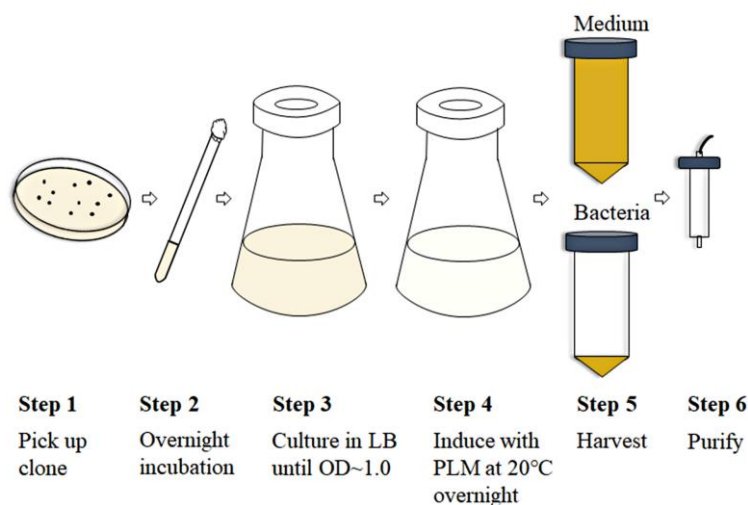 Medium
Bacteria
Step 1
Pick up
clone
Step 2
Overnight
incubation
Step 3
Culture in LB
until OD~1.0
Step 4
Induce with
PLM at 20℃
overnight
Step 5
Harvest
Step 6
Purify